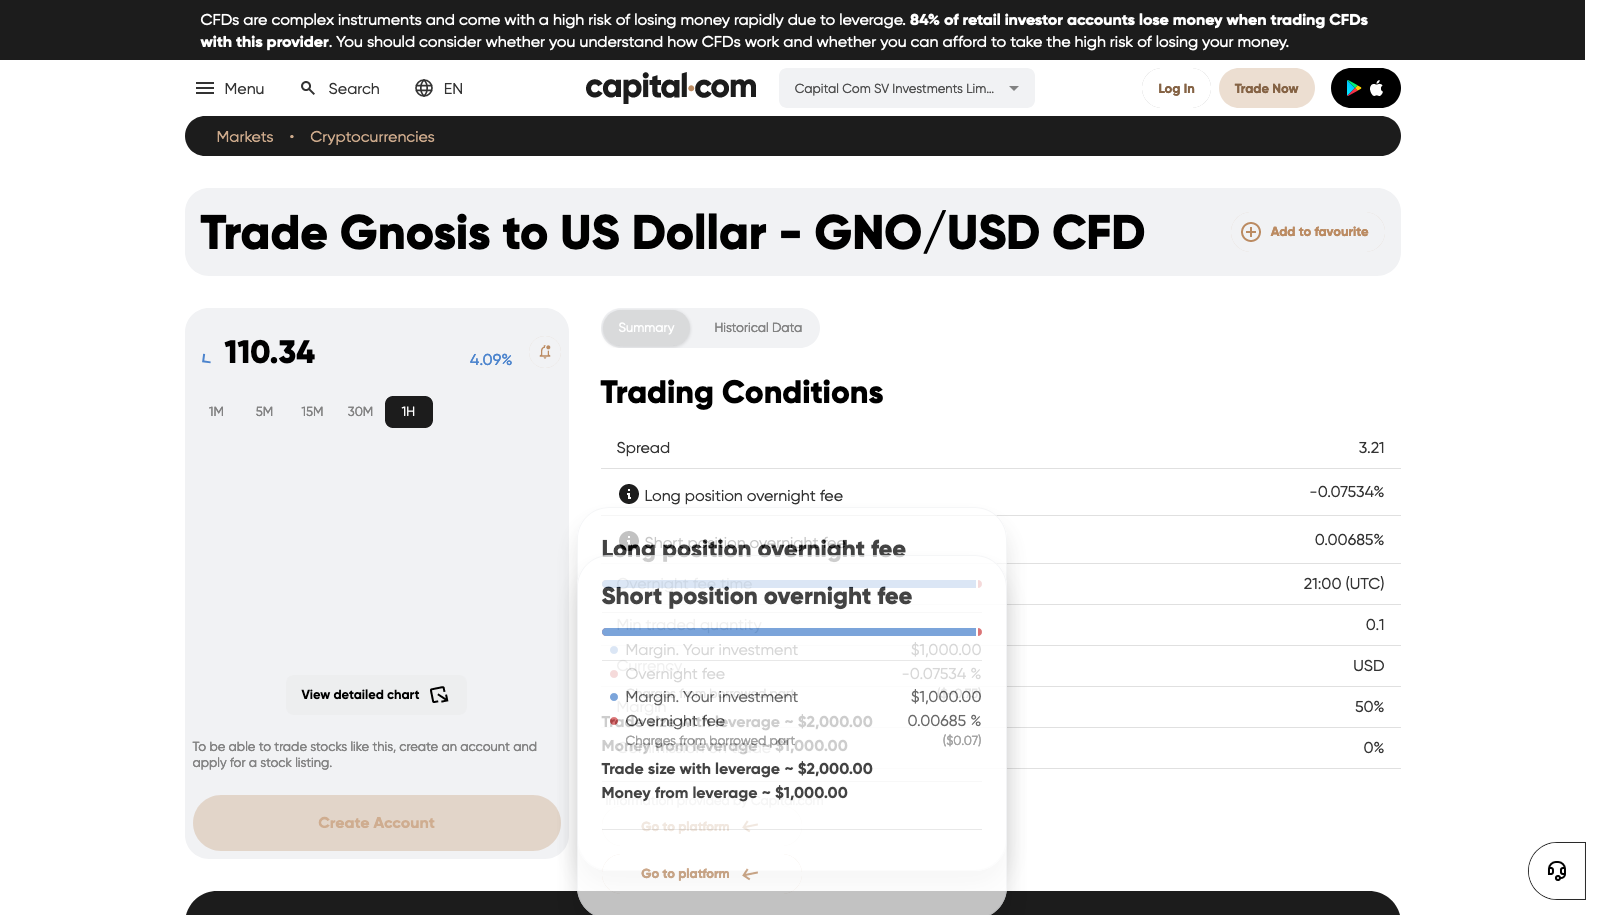 CFDs are complex instruments and come with a high risk of losing money rapidly due to leverage. 84% of retail investor accounts lose money when trading CFDs
with this provider. You should consider whether you understand how CFDs work and whether you can afford to take the high risk of losing your money.
Menu
Search
EN
capital.com
Capital Com SV Investments Lim...
Log In
Trade Now
Markets • Cryptocurrencies
Trade Gnosis to US Dollar - GNO/USD CFD
Add to favourite
110.34
4.09%
1M 5M 15M 30M 1H
View detailed chart
To be able to trade stocks like this, create an account and
apply for a stock listing.
Create Account
Summary
Historical Data
Trading Conditions
Spread 3.21
Long position overnight fee -0.07534%
Short position overnight fee 0.00685%
Overnight fee time 21:00 (UTC)
Min traded quantity 0.1
Currency USD
Margin 50%
0%
Long position overnight fee
Margin. Your investment $1,000.00
Overnight fee -0.07534 %
Trade size with leverage ~ $2,000.00
Money from leverage ~ $1,000.00
Go to platform
Short position overnight fee
Margin. Your investment $1,000.00
Overnight fee 0.00685 %
Charges from borrowed part ($0.07)
Trade size with leverage ~ $2,000.00
Money from leverage ~ $1,000.00
Go to platform